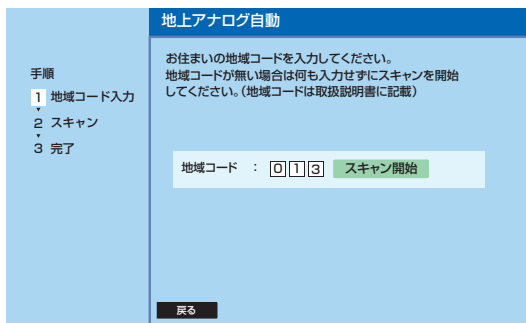 地上アナログ自動
お住まいの地域コードを入力してください。
地域コードが無い場合は何も入力せずにスキャンを開始
してください。(地域コードは取扱説明書に記載)
手順
1 地域コード入力
2 スキャン
3 完了
地域コード : 0 1 3 スキャン開始
戻る